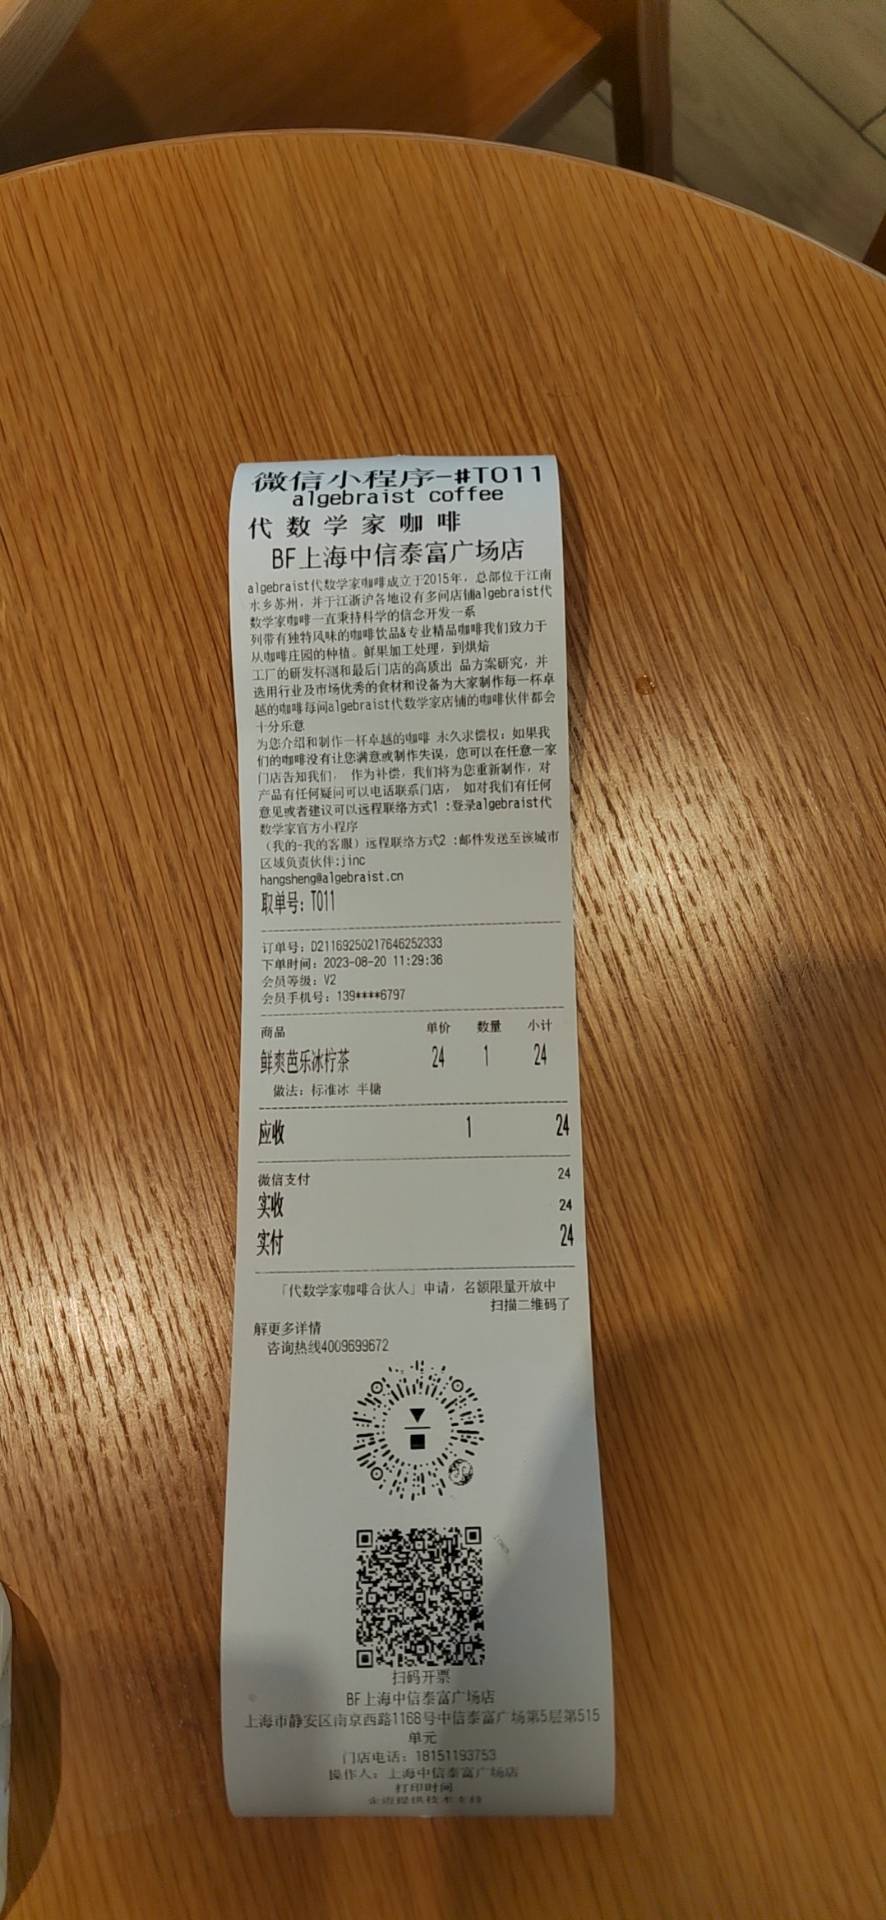 微信小程序-#T011
algebraist coffee
代数学家咖啡
BF上海中信泰富广场店
algebraist代数学家咖啡成立于2015年，总部位于江南
水乡苏州，并于江浙沪各地设有多间店铺algebraist代
数学家咖啡一直秉持科学的信念开发一系
列带有独特风味的咖啡饮品&专业精品咖啡我们致力于
从咖啡庄园的种植。鲜果加工处理，到烘焙
工厂的研发杯测和最后门店的高质出 品方案研究，并
选用行业及市场优秀的食材和设备为大家制作每一杯卓
越的咖啡每间algebraist代数学家店铺的咖啡伙伴都会
十分乐意
为您介绍和制作一杯卓越的咖啡 永久求偿权：如果我
们的咖啡没有让您满意或制作失误，您可以在任意一家
门店告知我们， 作为补偿，我们将为您重新制作，对
产品有任何疑问可以电话联系门店， 如对我们有任何
意见或者建议可以远程联络方式1 :登录algebraist代
数学家官方小程序
（我的-我的客服）远程联络方式2 :邮件发送至该城市
区域负责伙伴:jinc
hangsheng@algebraist.cn
取单号：T011
订单号：D21169250217646252333
下单时间：2023-08-20 11:29:36
会员等级：V2
会员手机号：139****6797
商品 单价 数量 小计
鲜爽芭乐冰柠茶 24 1 24
做法：标准冰 半糖
应收 1 24
微信支付 24
实收 24
实付 24
「代数学家咖啡合伙人」申请，名额限量开放中
扫描二维码了
解更多详情
咨询热线4009699672
扫码开票
BF上海中信泰富广场店
上海市静安区南京西路1168号中信泰富广场第5层第515
单元
门店电话：18151193753
操作人：上海中信泰富广场店
打印时间
企迈提供技术支持